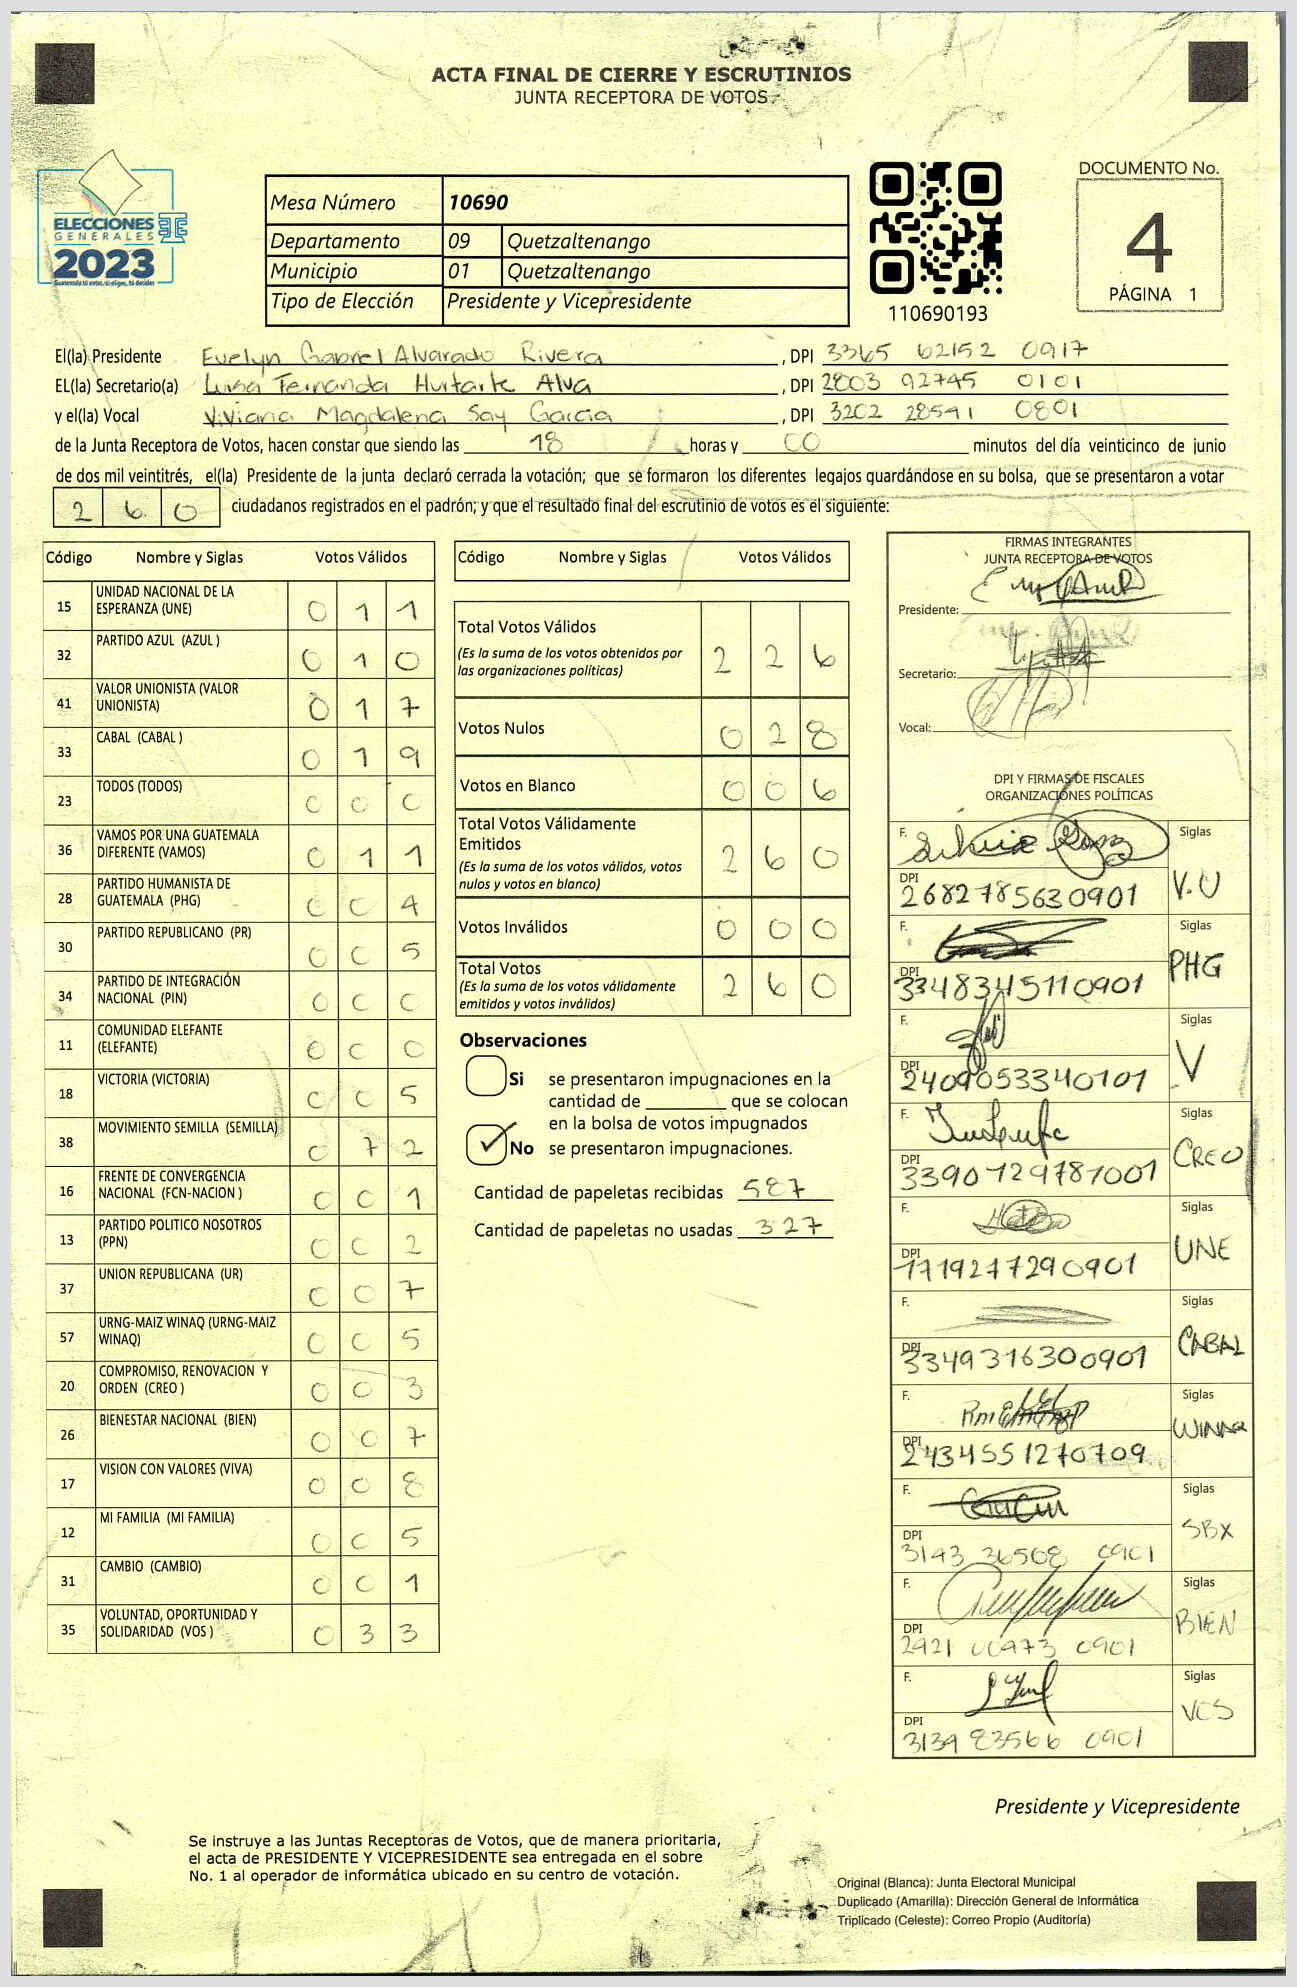 ACTA FINAL DE CIERRE Y ESCRUTINIOS
JUNTA RECEPTORA DE VOTOS
ELECCIONES
GENERALES
2023
Mesa Número 10690
Departamento 09 Quetzaltenango
Municipio 01 Quetzaltenango
Tipo de Elección Presidente y Vicepresidente
110690193
DOCUMENTO No.
4
PÁGINA 1
El(la) Presidente Evelyn Gabriel Alvarado Rivera , DPI 3365 62152 0917
EL(la) Secretario(a) Luisa Fernanda Hurtarte Alva , DPI 2803 92745 0101
y el(la) Vocal Viviana Magdalena Say Garcia , DPI 3202 28591 0801
de la Junta Receptora de Votos, hacen constar que siendo las 18 horas y 00 minutos del día veinticinco de junio
de dos mil veintitrés, el(la) Presidente de la junta declaró cerrada la votación; que se formaron los diferentes legajos guardándose en su bolsa, que se presentaron a votar
2 6 0 ciudadanos registrados en el padrón; y que el resultado final del escrutinio de votos es el siguiente:
Código Nombre y Siglas Votos Válidos
15 UNIDAD NACIONAL DE LA
ESPERANZA (UNE) 0 1 1
32 PARTIDO AZUL (AZUL ) 0 1 0
41 VALOR UNIONISTA (VALOR
UNIONISTA) 0 1 7
33 CABAL (CABAL ) 0 1 9
23 TODOS (TODOS) 0 0 0
36 VAMOS POR UNA GUATEMALA
DIFERENTE (VAMOS) 0 1 1
28 PARTIDO HUMANISTA DE
GUATEMALA (PHG) 0 0 4
30 PARTIDO REPUBLICANO (PR) 0 0 5
34 PARTIDO DE INTEGRACIÓN
NACIONAL (PIN) 0 0 0
11 COMUNIDAD ELEFANTE
(ELEFANTE) 0 0 0
18 VICTORIA (VICTORIA) 0 0 5
38 MOVIMIENTO SEMILLA (SEMILLA) 0 7 2
16 FRENTE DE CONVERGENCIA
NACIONAL (FCN-NACION ) 0 0 1
13 PARTIDO POLITICO NOSOTROS
(PPN) 0 0 2
37 UNION REPUBLICANA (UR) 0 0 7
57 URNG-MAIZ WINAQ (URNG-MAIZ
WINAQ) 0 0 5
20 COMPROMISO, RENOVACION Y
ORDEN (CREO ) 0 0 3
26 BIENESTAR NACIONAL (BIEN) 0 0 7
17 VISION CON VALORES (VIVA) 0 0 8
12 MI FAMILIA (MI FAMILIA) 0 0 5
31 CAMBIO (CAMBIO) 0 0 1
35 VOLUNTAD, OPORTUNIDAD Y
SOLIDARIDAD (VOS ) 0 3 3
Código Nombre y Siglas Votos Válidos
Total Votos Válidos
(Es la suma de los votos obtenidos por
las organizaciones políticas) 2 2 6
Votos Nulos 0 2 8
Votos en Blanco 0 0 6
Total Votos Válidamente
Emitidos
(Es la suma de los votos válidos, votos
nulos y votos en blanco) 2 6 0
Votos Inválidos 0 0 0
Total Votos
(Es la suma de los votos válidamente
emitidos y votos inválidos) 2 6 0
Observaciones
Si se presentaron impugnaciones en la
cantidad de que se colocan
en la bolsa de votos impugnados
No se presentaron impugnaciones.
Cantidad de papeletas recibidas 587
Cantidad de papeletas no usadas 327
FIRMAS INTEGRANTES
JUNTA RECEPTORA DE VOTOS
Presidente:
Secretario:
Vocal:
DPI Y FIRMAS DE FISCALES
ORGANIZACIONES POLÍTICAS
F. Siglas
DPI V.U
2682785630901
F. Siglas
DPI PHG
3348345110901
F. Siglas
DPI V
2409053340101
F. Siglas
DPI CREO
3390729781001
F. Siglas
DPI UNE
1719277290901
F. Siglas
DPI CABAL
3349316300901
F. Siglas
DPI WINAQ
2434551270709
F. Siglas
DPI SBX
3193 36508 0901
F. Siglas
DPI BIEN
2921 00973 0901
F. Siglas
DPI VOS
3139 83566 0901
Presidente y Vicepresidente
Se instruye a las Juntas Receptoras de Votos, que de manera prioritaria,
el acta de PRESIDENTE Y VICEPRESIDENTE sea entregada en el sobre
No. 1 al operador de informática ubicado en su centro de votación.
Original (Blanca): Junta Electoral Municipal
Duplicado (Amarilla): Dirección General de Informática
Triplicado (Celeste): Correo Propio (Auditoría)